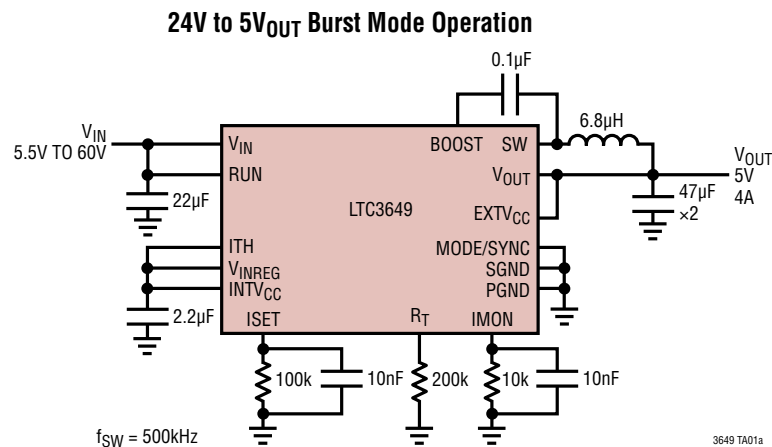 24V to 5VOUT Burst Mode Operation
0.1µF
6.8µH
VIN
5.5V TO 60V
VIN
BOOST
SW
RUN
VOUT
VOUT
5V
4A
22µF
LTC3649
EXTVCC
47µF
×2
ITH
MODE/SYNC
VINREG
SGND
INTVCC
PGND
2.2µF
ISET
RT
IMON
100k
10nF
200k
10k
10nF
fSW = 500kHz
3649 TA01a